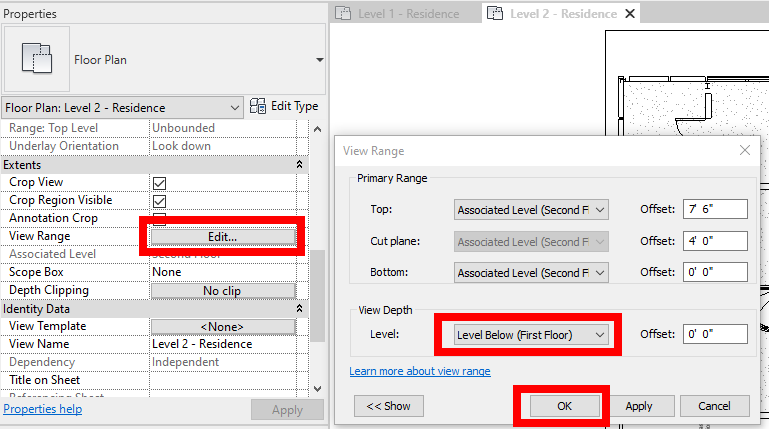 Properties
Floor Plan
Floor Plan: Level 2 - Residence
Edit Type
Range: Top Level Unbounded
Underlay Orientation Look down
Extents
Crop View
Crop Region Visible
Annotation Crop
View Range Edit...
Associated Level Second Floor
Scope Box None
Depth Clipping No clip
Identity Data
View Template <None>
View Name Level 2 - Residence
Dependency Independent
Title on Sheet
Referencing Sheet
Properties help Apply
Level 1 - Residence Level 2 - Residence
View Range
Primary Range
Top: Associated Level (Second Fl Offset: 7' 6"
Cut plane: Associated Level (Second Fl Offset: 4' 0"
Bottom: Associated Level (Second Fl Offset: 0' 0"
View Depth
Level: Level Below (First Floor) Offset: 0' 0"
Learn more about view range
<< Show OK Apply Cancel